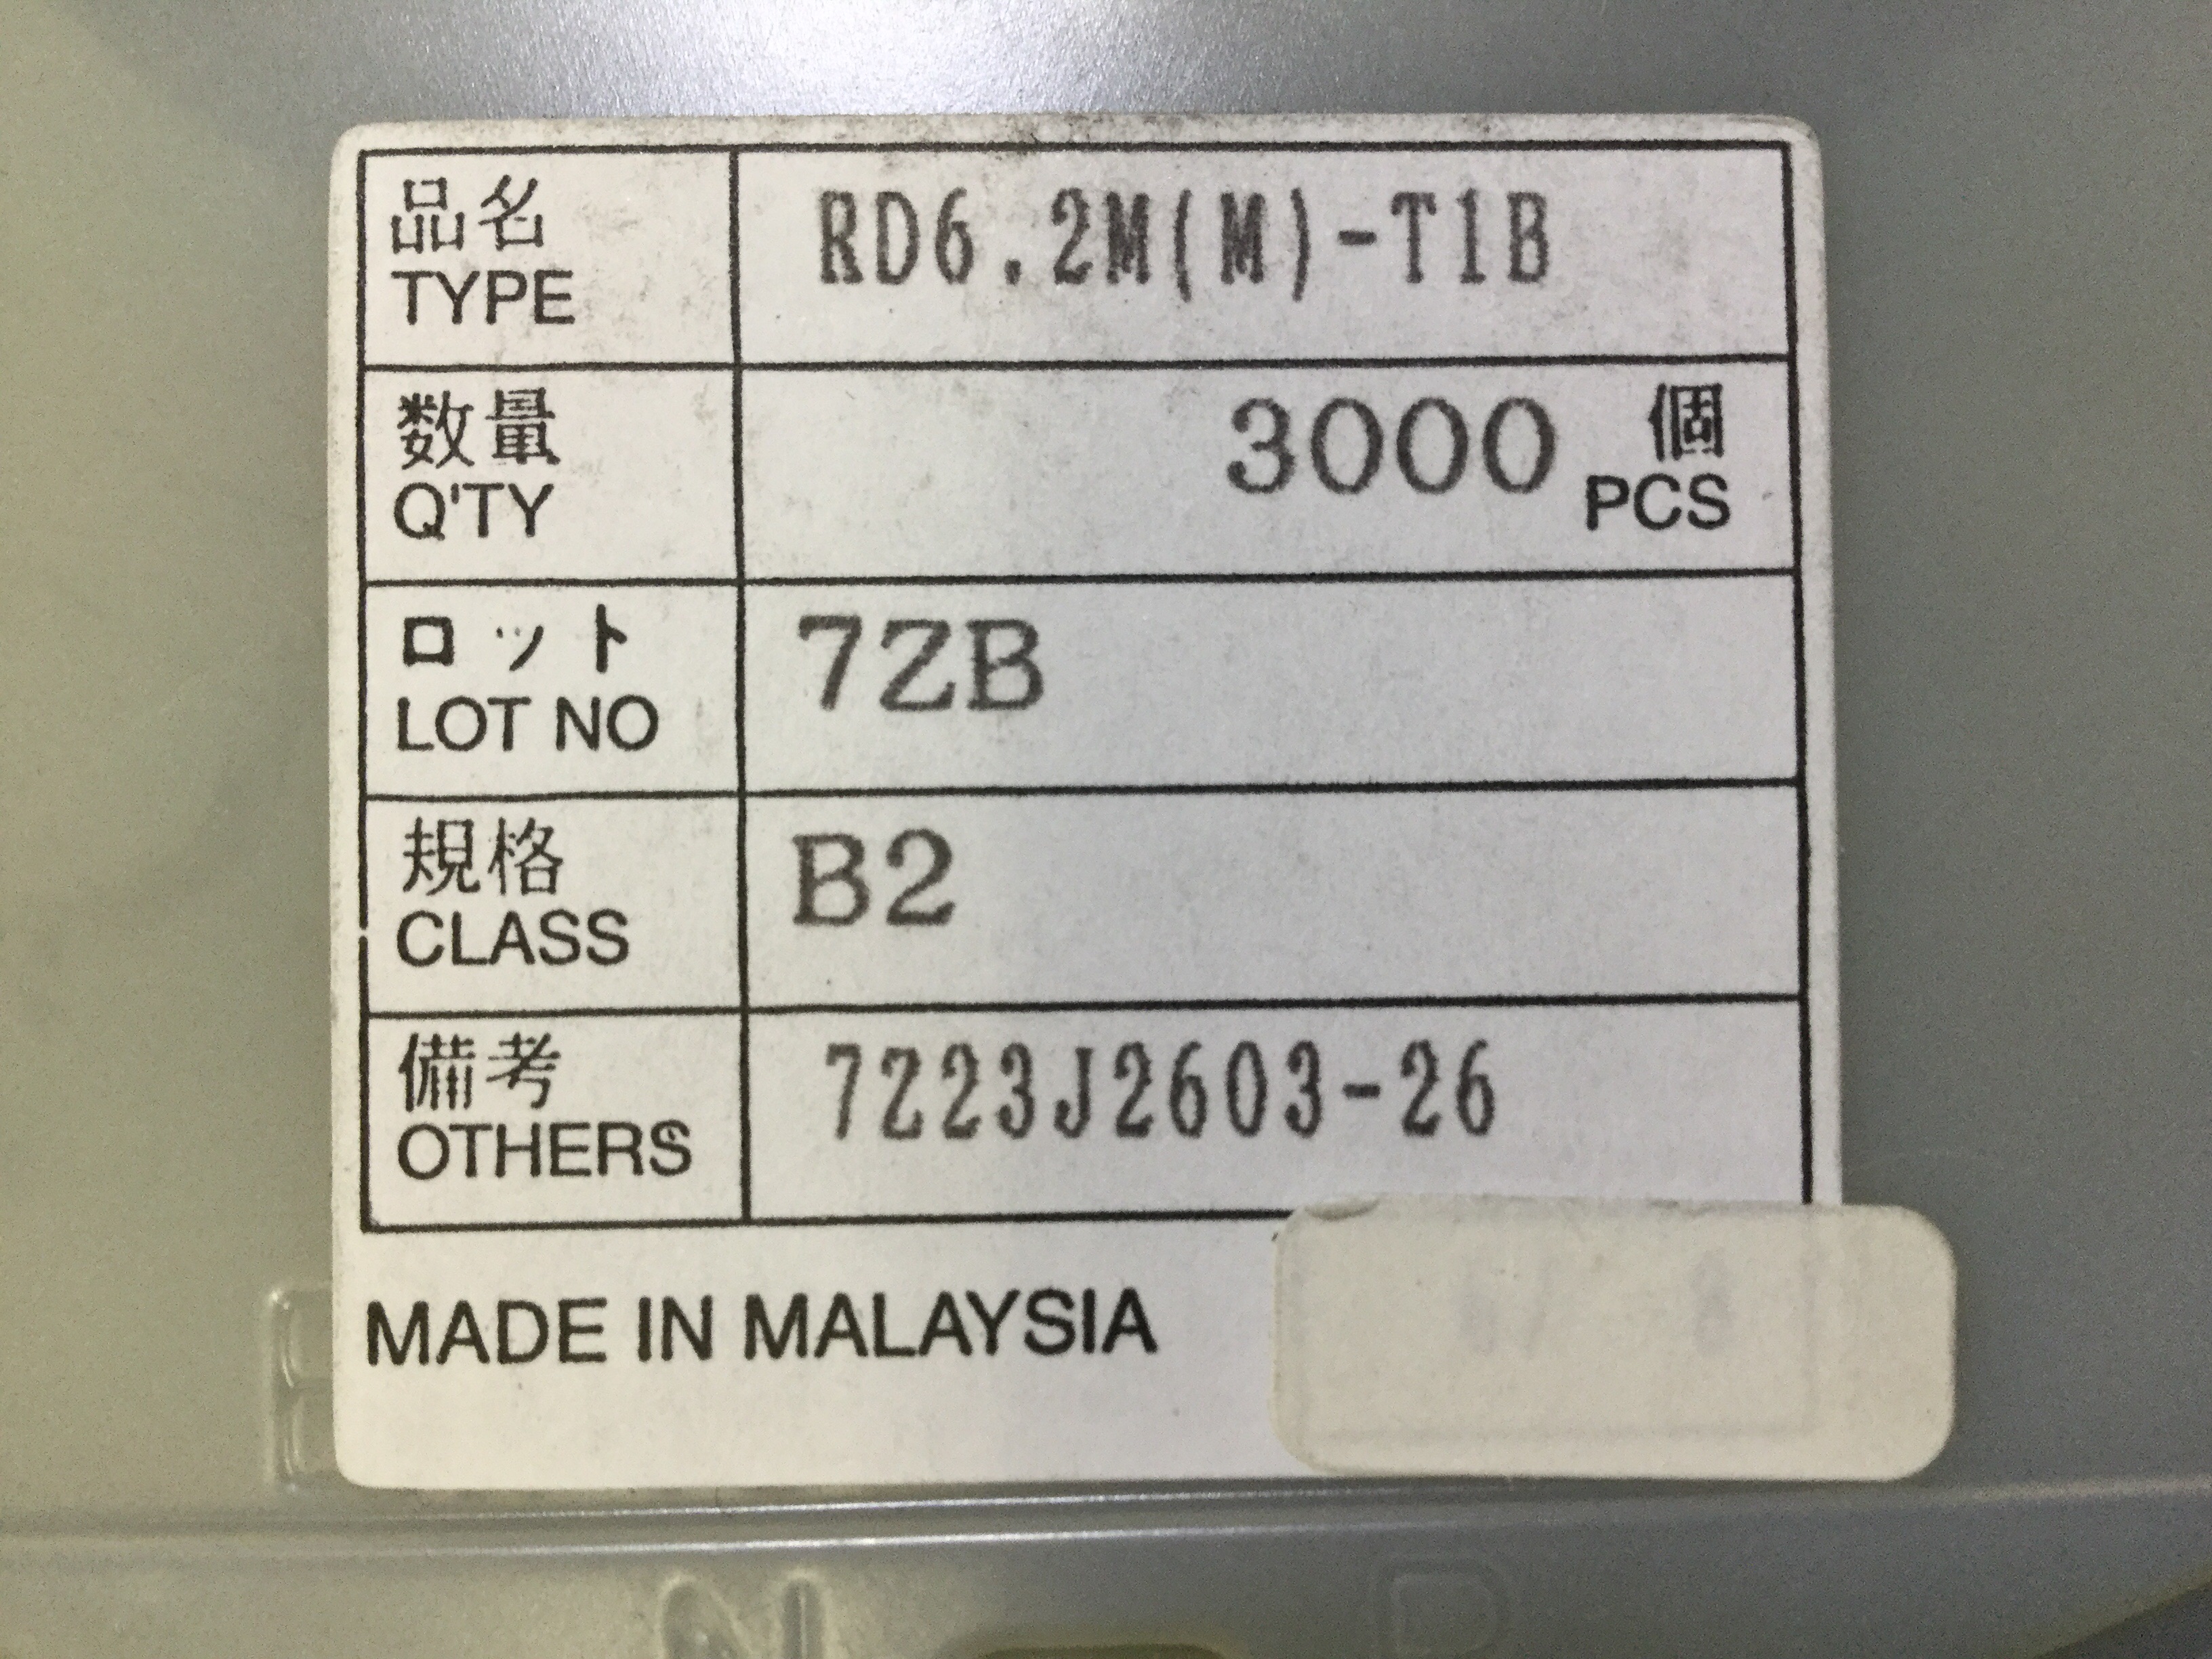 品名
TYPE
RD6.2M(M)-T1B
数量
Q'TY
3000 個
PCS
ロット
LOT NO
7ZB
規格
CLASS
B2
備考
OTHERS
7Z23J2603-26
MADE IN MALAYSIA